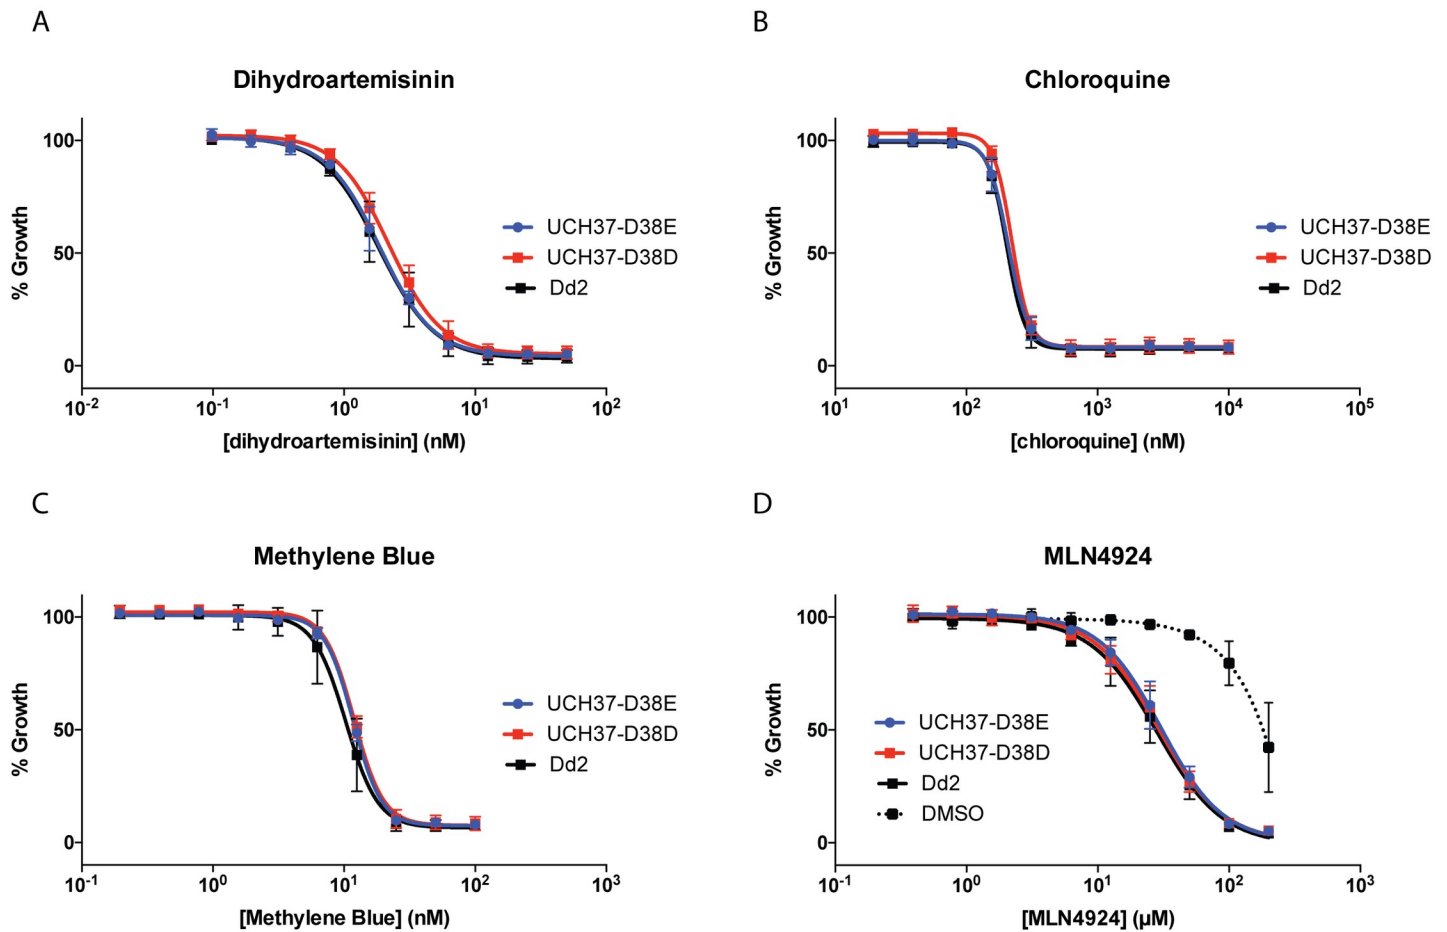 A
Dihydroartemisinin
% Growth
100
50
0
UCH37-D38E
UCH37-D38D
Dd2
10-2
10-1
100
101
102
[dihydroartemisinin] (nM)
B
Chloroquine
% Growth
100
50
0
UCH37-D38E
UCH37-D38D
Dd2
101
102
103
104
105
[chloroquine] (nM)
C
Methylene Blue
% Growth
100
50
0
UCH37-D38E
UCH37-D38D
Dd2
10-1
100
101
102
103
[Methylene Blue] (nM)
D
MLN4924
% Growth
100
50
0
UCH37-D38E
UCH37-D38D
Dd2
DMSO
10-1
100
101
102
103
[MLN4924] (µM)